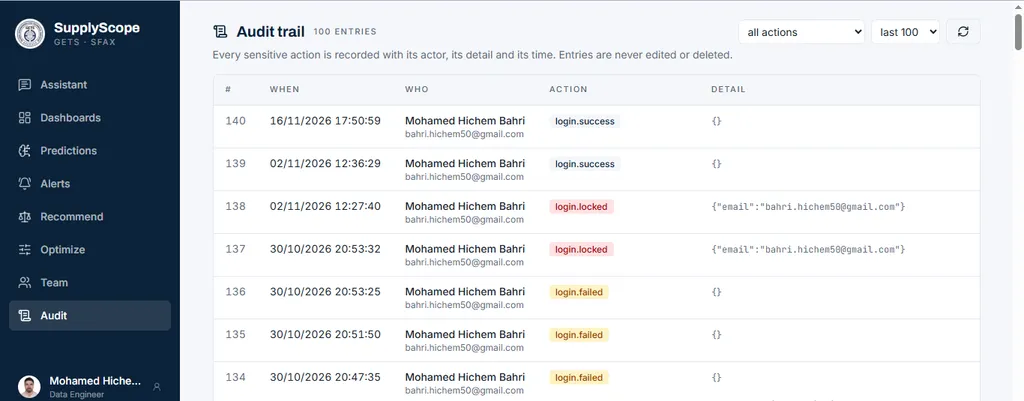 SupplyScope
GETS · SFAX
Assistant
Dashboards
Predictions
Alerts
Recommend
Optimize
Team
Audit
Mohamed Hiche...
Data Engineer
Audit trail 100 ENTRIES
all actions
last 100
Every sensitive action is recorded with its actor, its detail and its time. Entries are never edited or deleted.
# WHEN WHO ACTION DETAIL
140 16/11/2026 17:50:59 Mohamed Hichem Bahri login.success {}
bahri.hichem50@gmail.com
139 02/11/2026 12:36:29 Mohamed Hichem Bahri login.success {}
bahri.hichem50@gmail.com
138 02/11/2026 12:27:40 Mohamed Hichem Bahri login.locked {"email":"bahri.hichem50@gmail.com"}
bahri.hichem50@gmail.com
137 30/10/2026 20:53:32 Mohamed Hichem Bahri login.locked {"email":"bahri.hichem50@gmail.com"}
bahri.hichem50@gmail.com
136 30/10/2026 20:53:25 Mohamed Hichem Bahri login.failed {}
bahri.hichem50@gmail.com
135 30/10/2026 20:51:50 Mohamed Hichem Bahri login.failed {}
bahri.hichem50@gmail.com
134 30/10/2026 20:47:35 Mohamed Hichem Bahri login.failed {}
bahri.hichem50@gmail.com